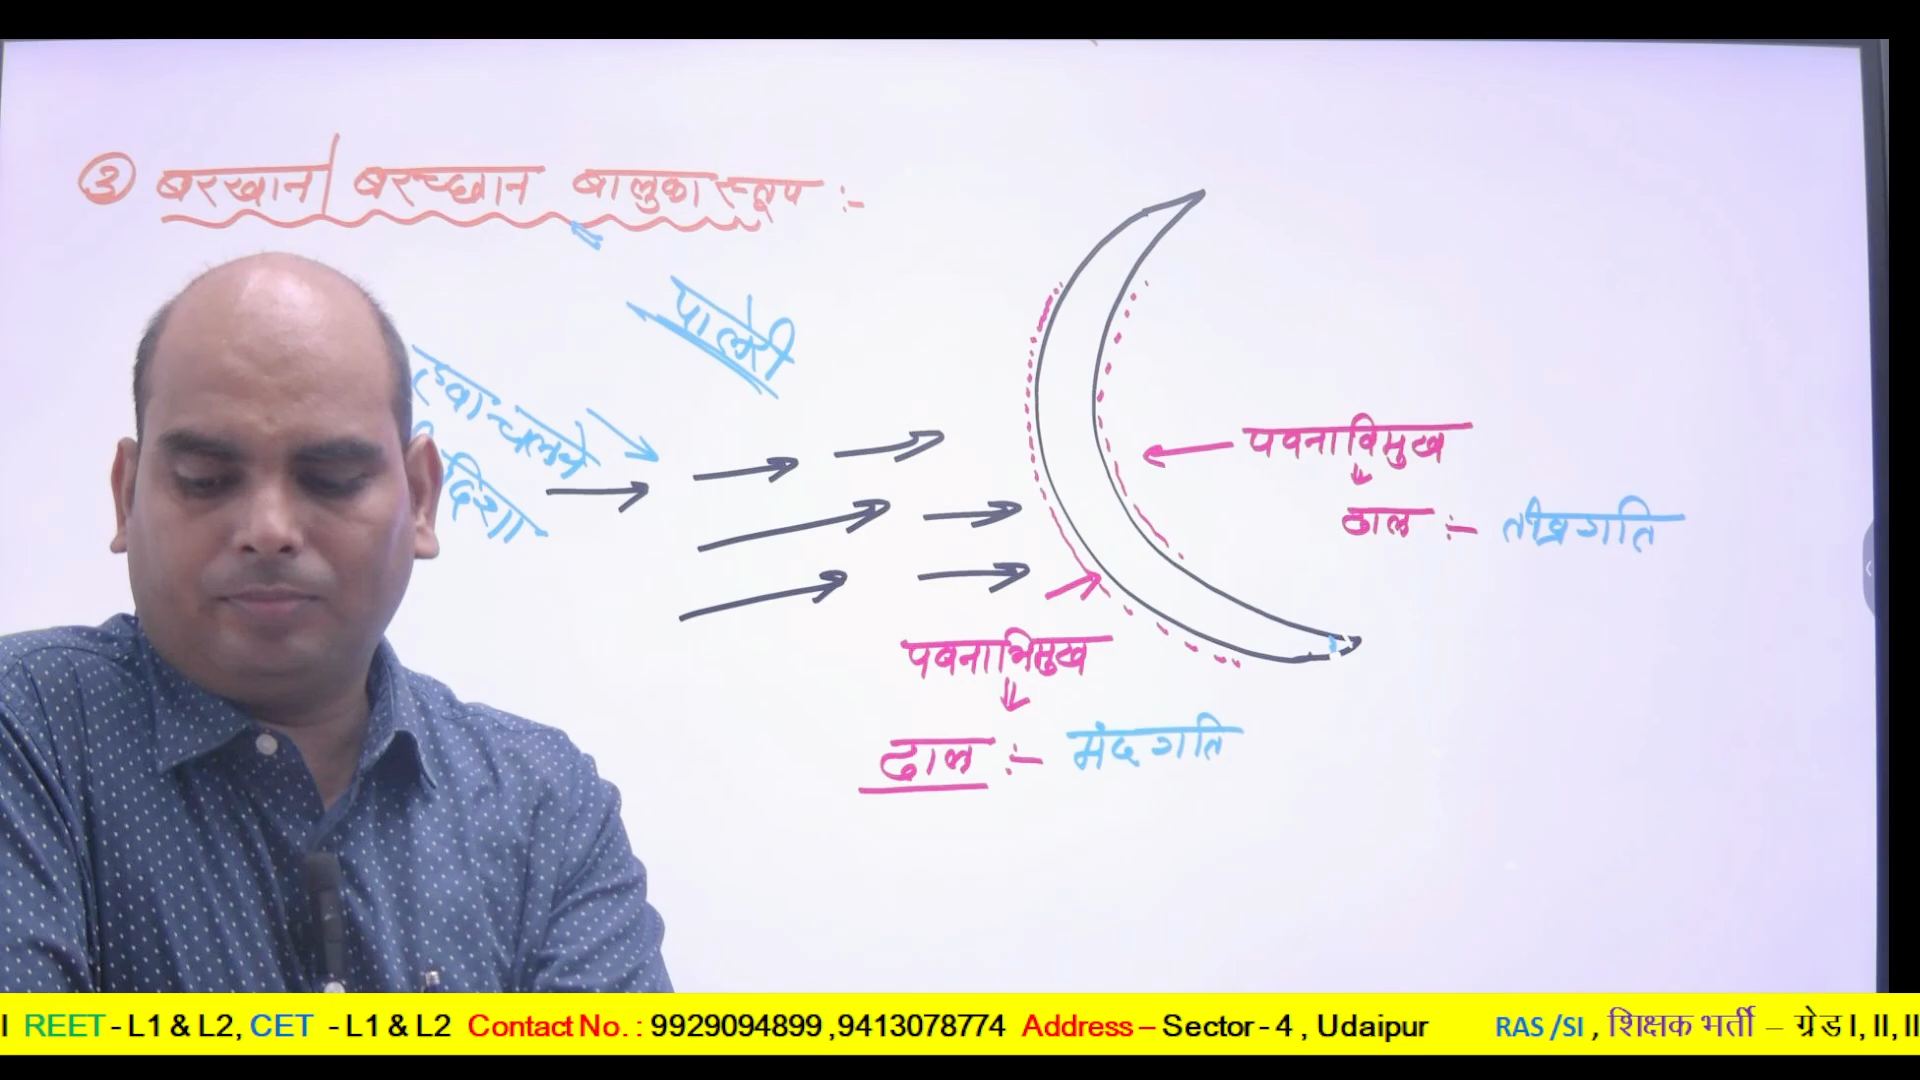 ③ बरखान / बरच्छान बालुका स्तूप :-
पालेरी
हवा चलने
दिशा
पवनाविमुख
ढाल :- तीव्रगति
पवनाभिमुख
ढाल :- मंदगति
I REET - L1 & L2, CET - L1 & L2 Contact No. : 9929094899 ,9413078774 Address – Sector - 4 , Udaipur RAS /SI , शिक्षक भर्ती – ग्रेड I, II, II